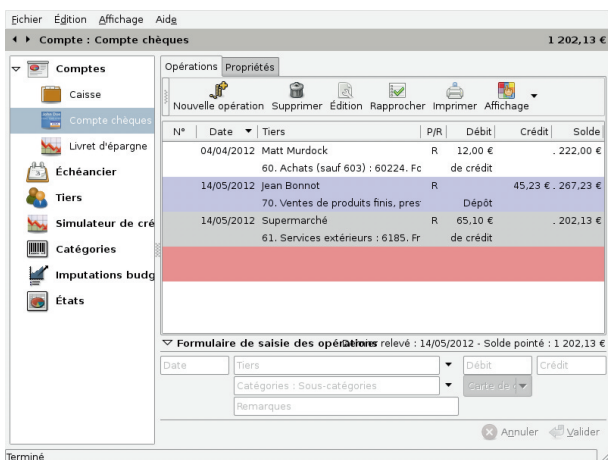 Fichier Édition Affichage Aide
Compte : Compte chèques 1 202,13 €
Comptes
Caisse
Compte chèques
Livret d'épargne
Échéancier
Tiers
Simulateur de cré
Catégories
Imputations budg
États
Opérations Propriétés
Nouvelle opération Supprimer Édition Rapprocher Imprimer Affichage
N° Date Tiers P/R Débit Crédit Solde
04/04/2012 Matt Murdock R 12,00 € . 222,00 €
60. Achats (sauf 603) : 60224. Fc de crédit
14/05/2012 Jean Bonnot R 45,23 € . 267,23 €
70. Ventes de produits finis, pres Dépôt
14/05/2012 Supermarché R 65,10 € . 202,13 €
61. Services extérieurs : 6185. Fr de crédit
Formulaire de saisie des opérations relevé : 14/05/2012 - Solde pointé : 1 202,13 €
Date Tiers Débit Crédit
Catégories : Sous-catégories Carte de
Remarques
Annuler Valider
Terminé